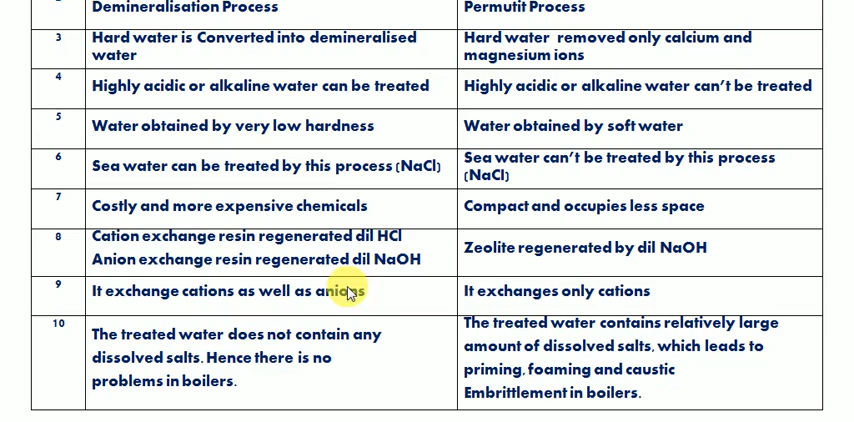 Demineralisation Process
Permutit Process
3
Hard water is Converted into demineralised
water
Hard water removed only calcium and
magnesium ions
4
Highly acidic or alkaline water can be treated
Highly acidic or alkaline water can't be treated
5
Water obtained by very low hardness
Water obtained by soft water
6
Sea water can be treated by this process (NaCl)
Sea water can't be treated by this process
(NaCl)
7
Costly and more expensive chemicals
Compact and occupies less space
8
Cation exchange resin regenerated dil HCl
Anion exchange resin regenerated dil NaOH
Zeolite regenerated by dil NaOH
9
It exchange cations as well as anions
It exchanges only cations
10
The treated water does not contain any
dissolved salts. Hence there is no
problems in boilers.
The treated water contains relatively large
amount of dissolved salts, which leads to
priming, foaming and caustic
Embrittlement in boilers.